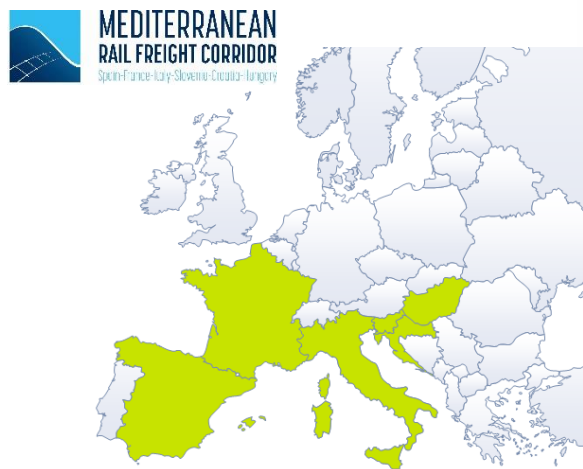 MEDITERRANEAN
RAIL FREIGHT CORRIDOR
Spain-France-Italy-Slovenia-Croatia-Hungary